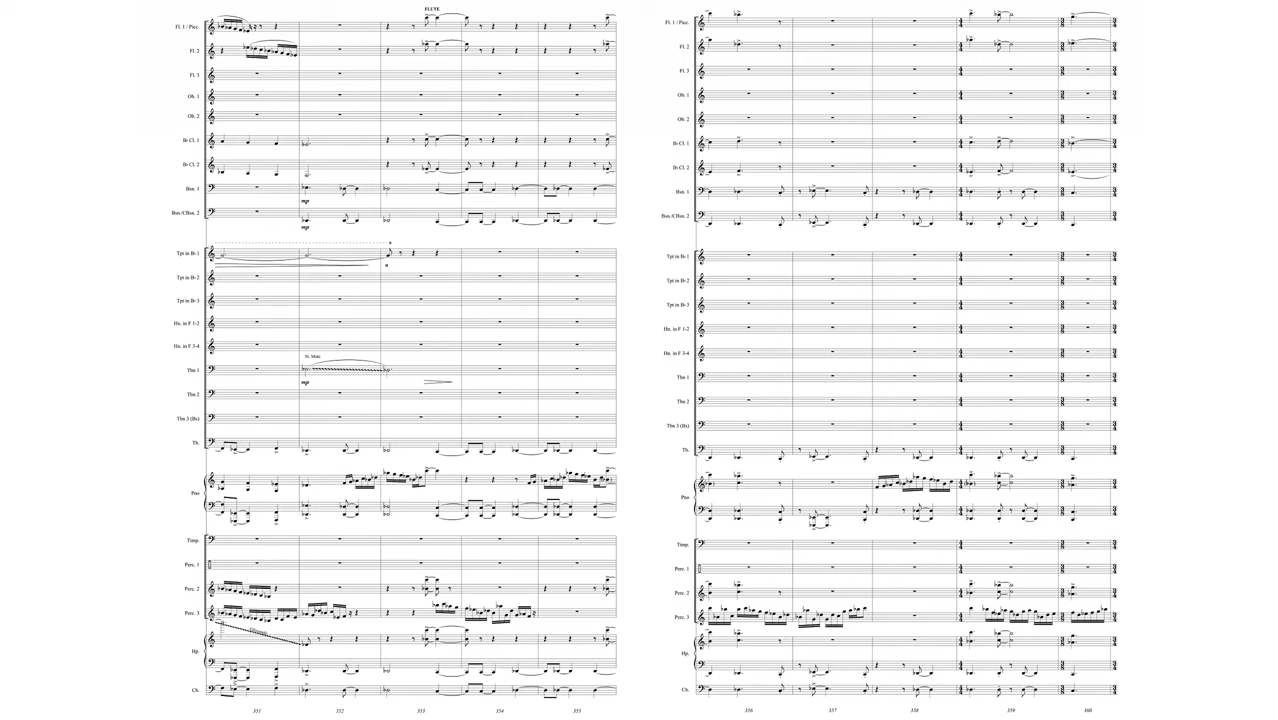 FLUTE
Fl. 1 / Picc.
Fl. 2
Fl. 3
Ob. 1
Ob. 2
B♭ Cl. 1
B♭ Cl. 2
Bsn. 1
mp
Bsn./CBsn. 2
mp
Tpt in B♭ 1
n
Tpt in B♭ 2
Tpt in B♭ 3
Hn. in F 1-2
Hn. in F 3-4
St. Mute
Tbn 1
mp
Tbn 2
Tbn 3 (Bs)
Tb.
Pno
Timp.
Perc. 1
Perc. 2
Perc. 3
Hp.
Cb.
351 352 353 354 355
Fl. 1 / Picc.
Fl. 2
Fl. 3
Ob. 1
Ob. 2
B♭ Cl. 1
B♭ Cl. 2
Bsn. 1
Bsn./CBsn. 2
Tpt in B♭ 1
Tpt in B♭ 2
Tpt in B♭ 3
Hn. in F 1-2
Hn. in F 3-4
Tbn 1
Tbn 2
Tbn 3 (Bs)
Tb.
Pno
Timp.
Perc. 1
Perc. 2
Perc. 3
Hp.
Cb.
356 357 358 359 360